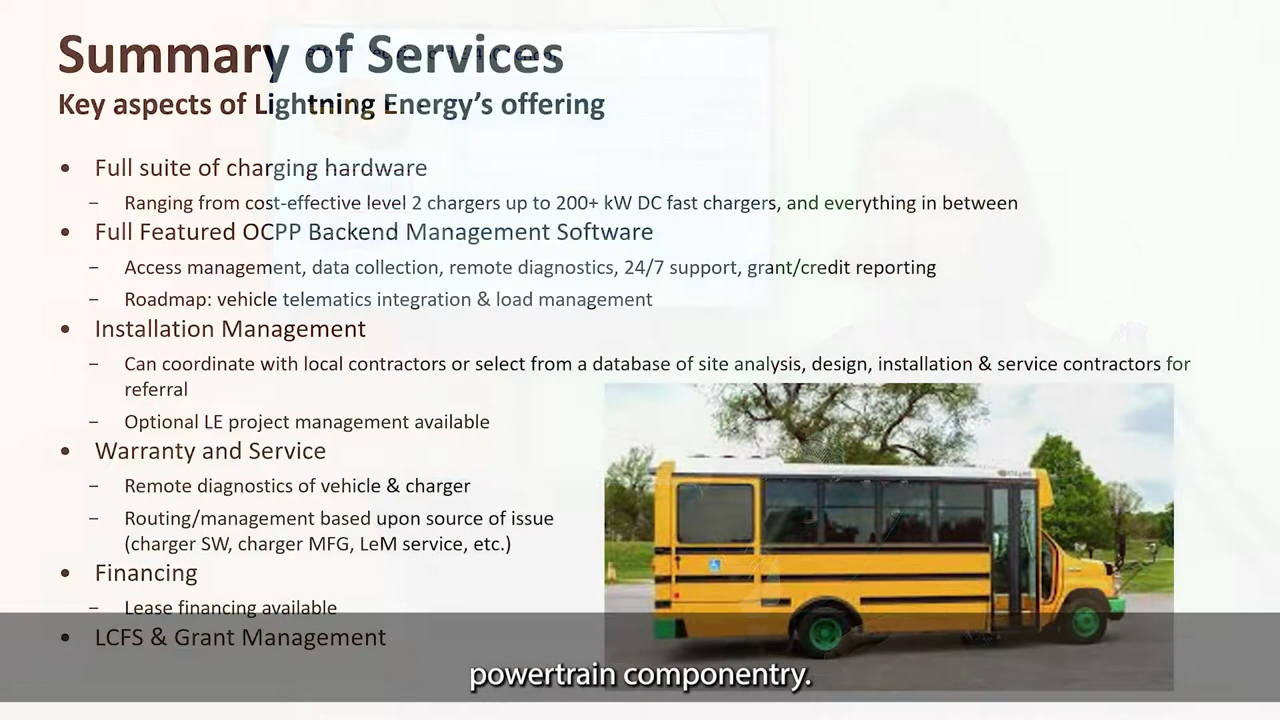 Summary of Services
Key aspects of Lightning Energy's offering
• Full suite of charging hardware
– Ranging from cost-effective level 2 chargers up to 200+ kW DC fast chargers, and everything in between
• Full Featured OCPP Backend Management Software
– Access management, data collection, remote diagnostics, 24/7 support, grant/credit reporting
– Roadmap: vehicle telematics integration & load management
• Installation Management
– Can coordinate with local contractors or select from a database of site analysis, design, installation & service contractors for
referral
– Optional LE project management available
• Warranty and Service
– Remote diagnostics of vehicle & charger
– Routing/management based upon source of issue
(charger SW, charger MFG, LeM service, etc.)
• Financing
– Lease financing available
• LCFS & Grant Management
powertrain componentry.